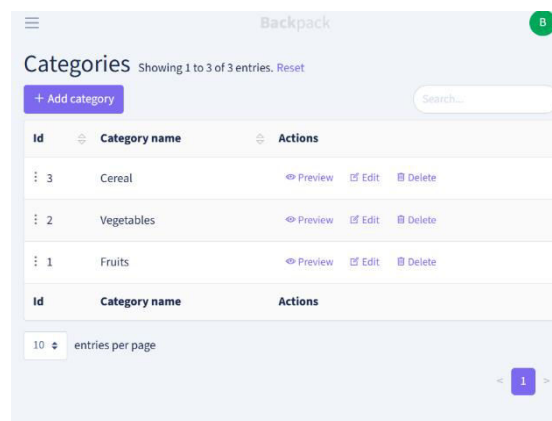 Backpack
B
Categories Showing 1 to 3 of 3 entries. Reset
+ Add category
Search...
Id Category name Actions
3 Cereal Preview Edit Delete
2 Vegetables Preview Edit Delete
1 Fruits Preview Edit Delete
Id Category name Actions
10 entries per page
< 1 >